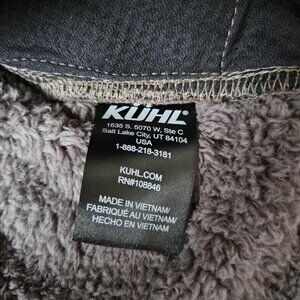 KÜHL®
1635 S. 5070 W, Ste C
Salt Lake City, UT 84104
USA
1-888-218-3181
KUHL.COM
RN#108846
MADE IN VIETNAM/
FABRIQUÉ AU VIETNAM/
HECHO EN VIETNAM